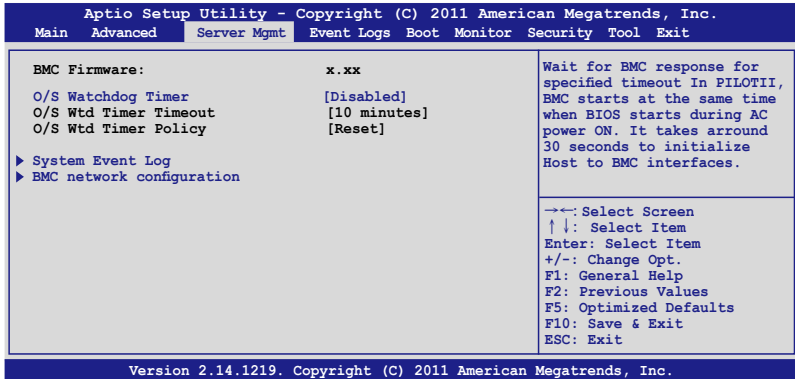 Aptio Setup Utility - Copyright (C) 2011 American Megatrends, Inc.
Main Advanced Server Mgmt Event Logs Boot Monitor Security Tool Exit
BMC Firmware: x.xx
O/S Watchdog Timer [Disabled]
O/S Wtd Timer Timeout [10 minutes]
O/S Wtd Timer Policy [Reset]
System Event Log
BMC network configuration
Wait for BMC response for
specified timeout In PILOTII,
BMC starts at the same time
when BIOS starts during AC
power ON. It takes arround
30 seconds to initialize
Host to BMC interfaces.
→←: Select Screen
↑↓: Select Item
Enter: Select Item
+/-: Change Opt.
F1: General Help
F2: Previous Values
F5: Optimized Defaults
F10: Save & Exit
ESC: Exit
Version 2.14.1219. Copyright (C) 2011 American Megatrends, Inc.